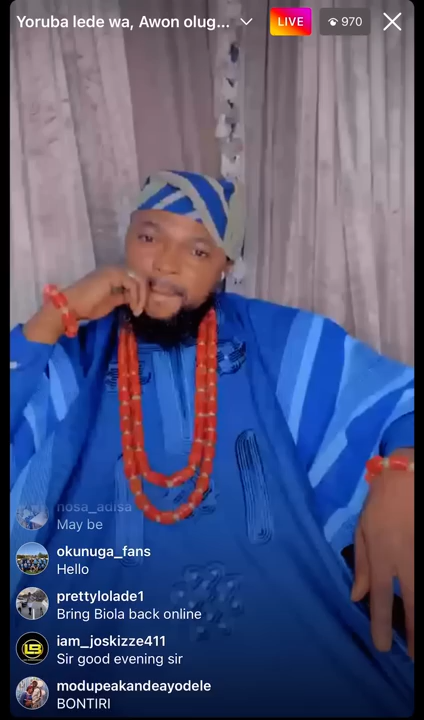 Yoruba lede wa, Awon olug...
LIVE
970
nosa_adisa
May be
okunuga_fans
Hello
prettylolade1
Bring Biola back online
iam_joskizze411
Sir good evening sir
modupeakandeayodele
BONTIRI